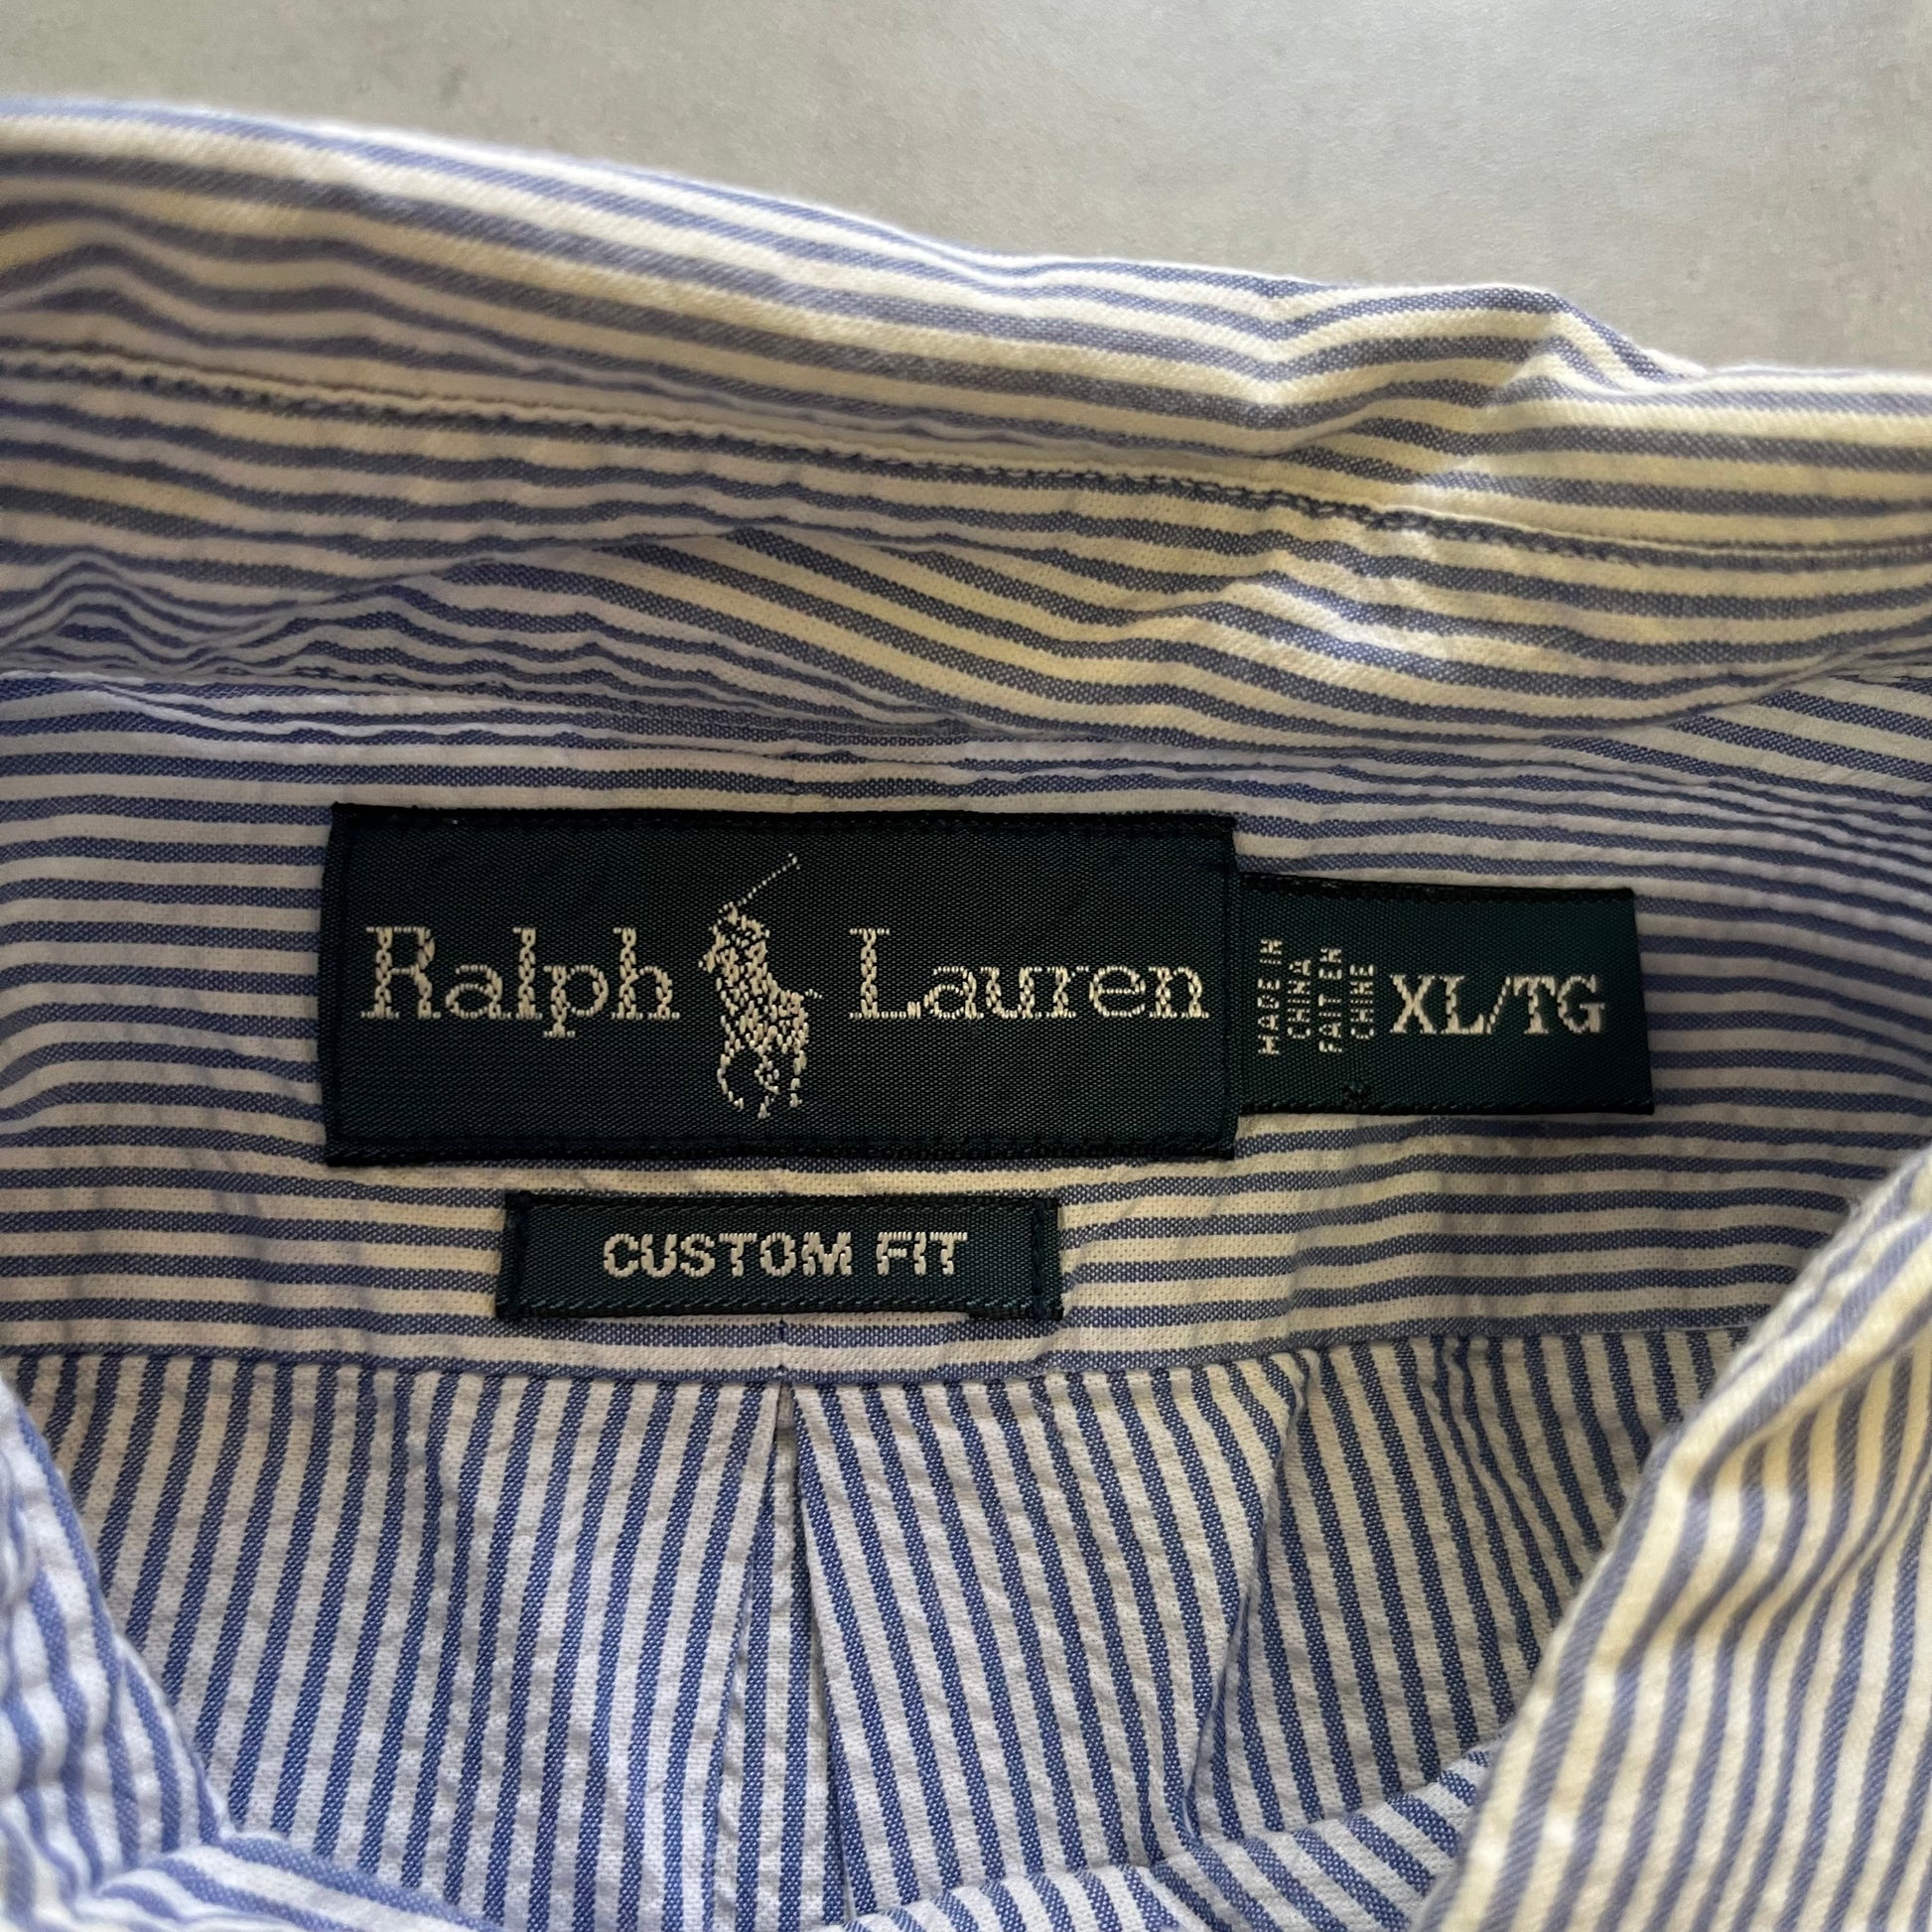 Ralph Lauren
MADE IN
CHINA
FAIT EN
CHINE
XL/TG
CUSTOM FIT